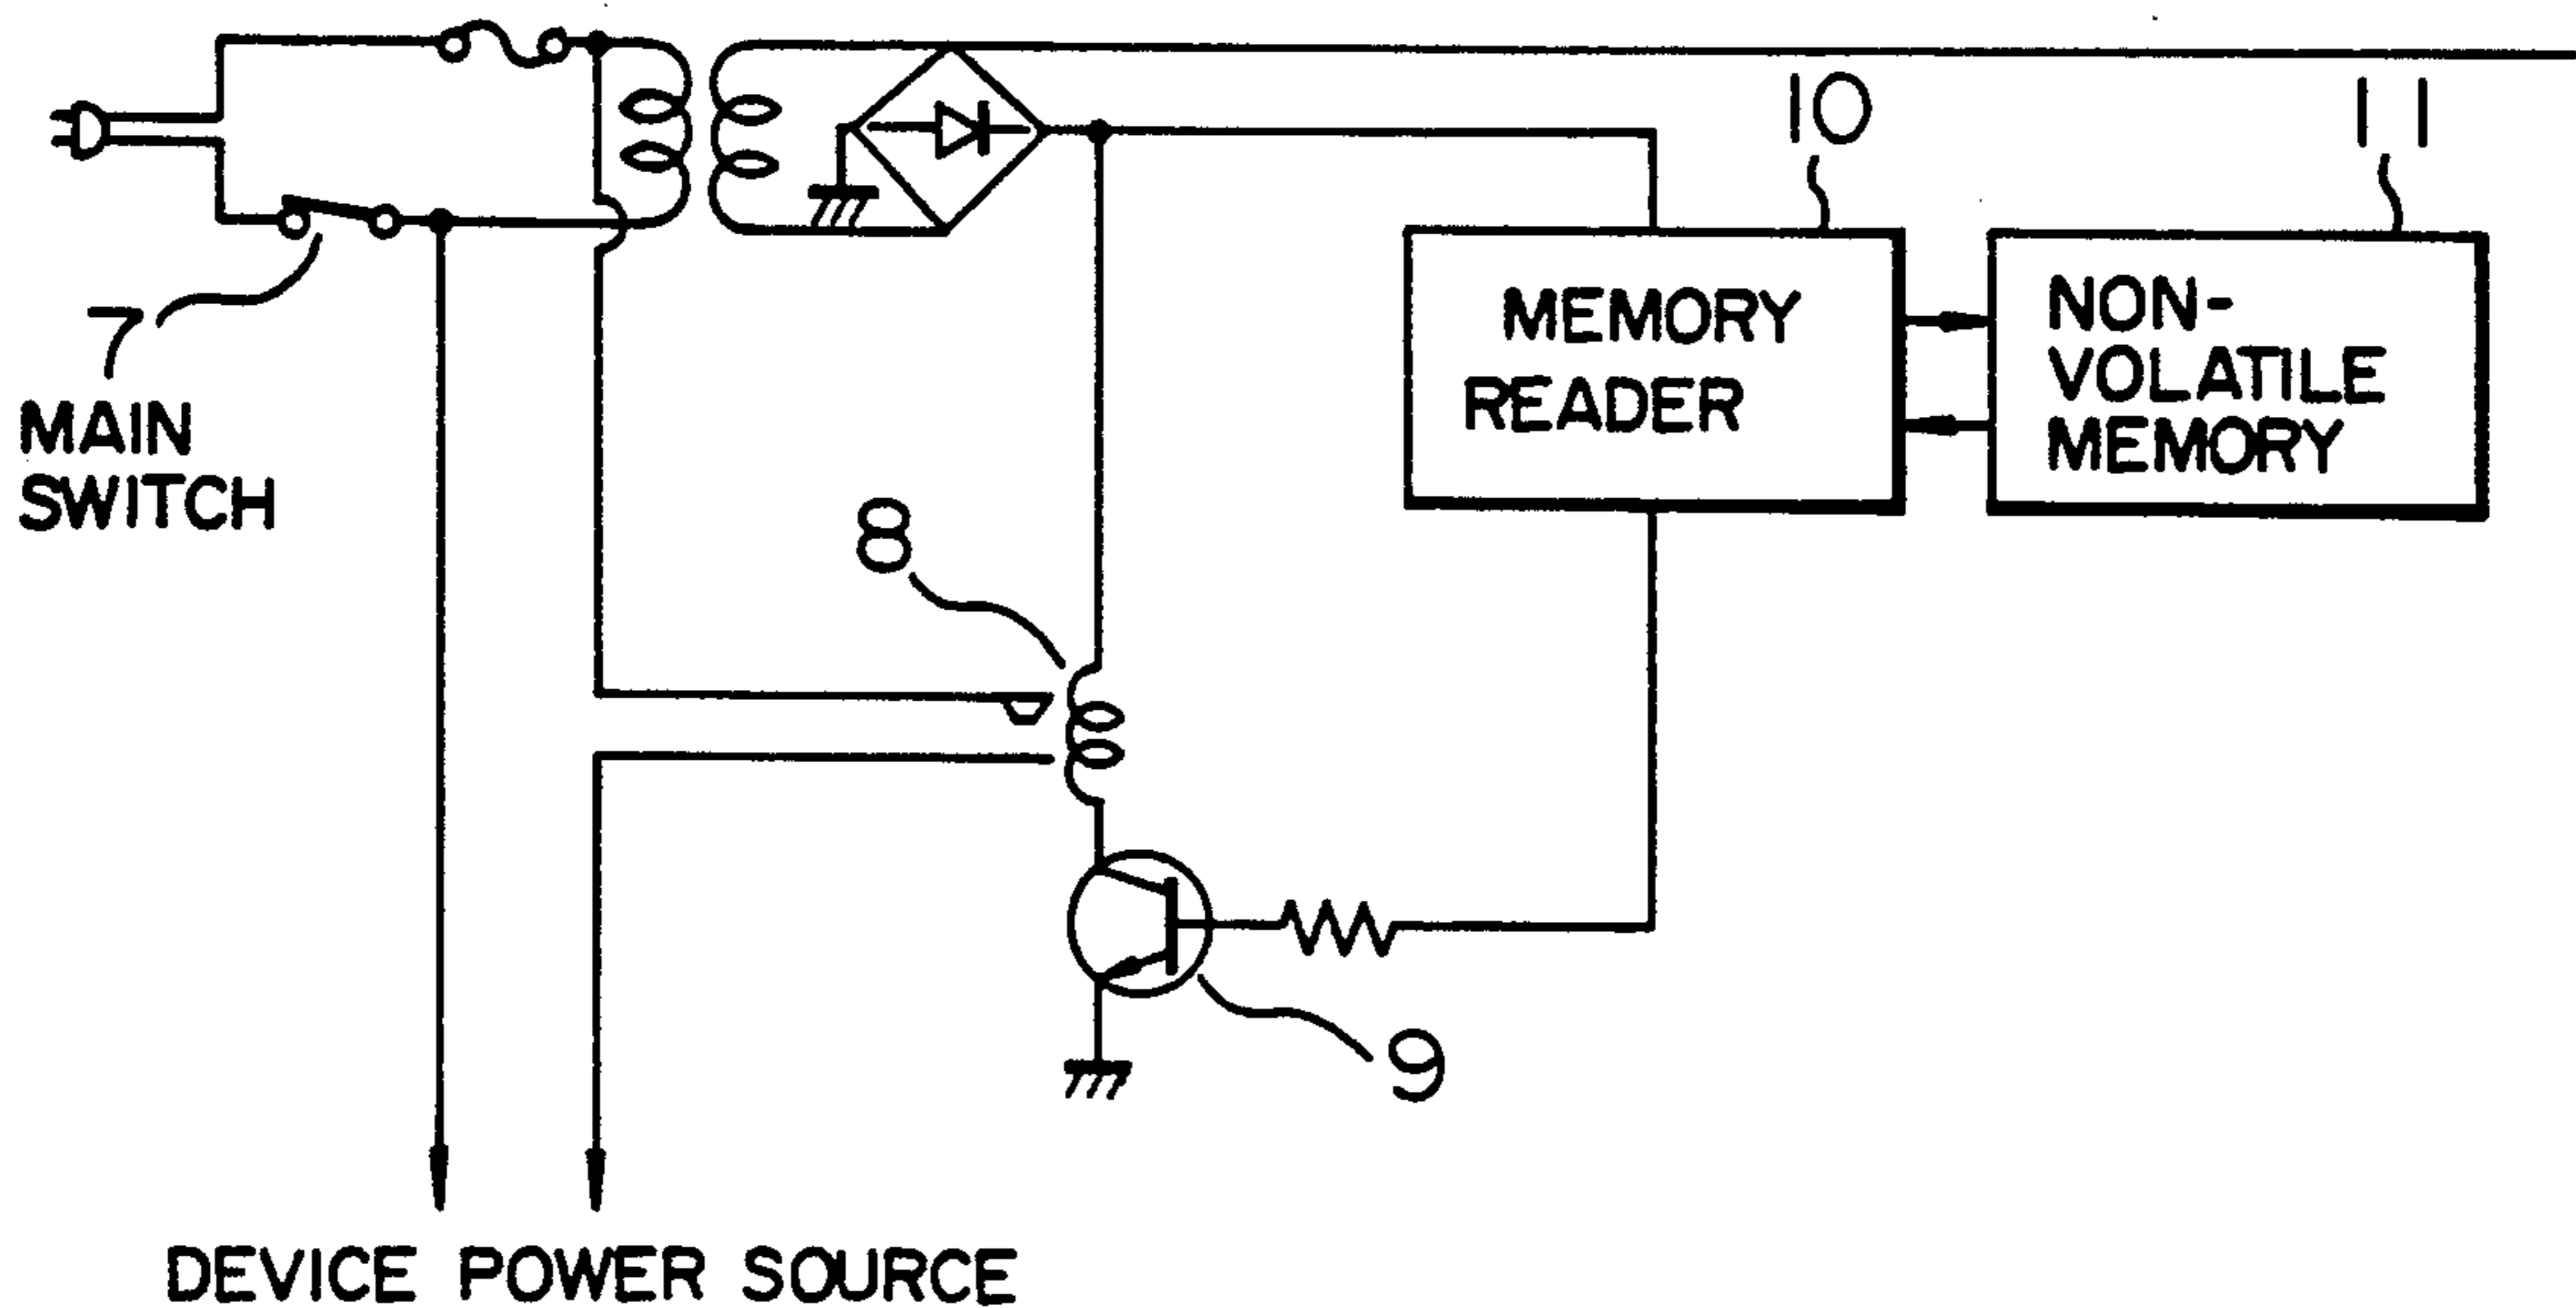 10
11
7
MAIN
SWITCH
MEMORY
READER
NON-
VOLATILE
MEMORY
8
9
DEVICE POWER SOURCE